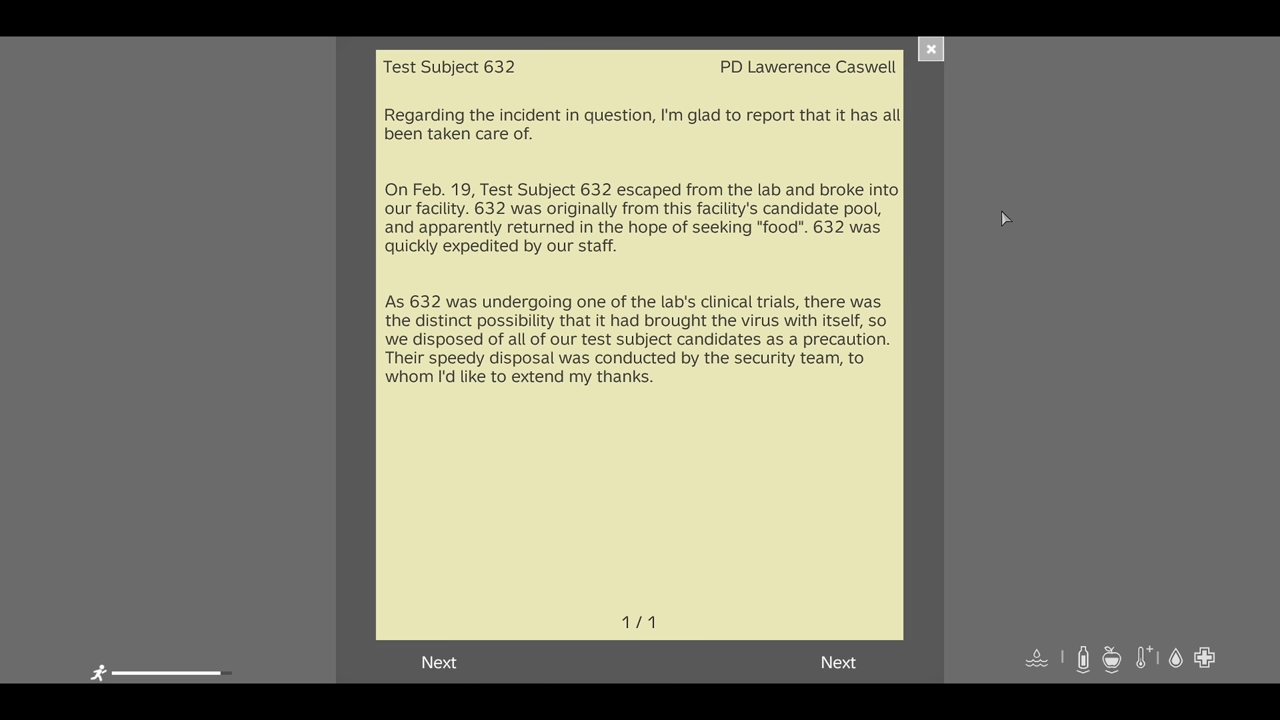 Test Subject 632 PD Lawerence Caswell
Regarding the incident in question, I'm glad to report that it has all
been taken care of.
On Feb. 19, Test Subject 632 escaped from the lab and broke into
our facility. 632 was originally from this facility's candidate pool,
and apparently returned in the hope of seeking "food". 632 was
quickly expedited by our staff.
As 632 was undergoing one of the lab's clinical trials, there was
the distinct possibility that it had brought the virus with itself, so
we disposed of all of our test subject candidates as a precaution.
Their speedy disposal was conducted by the security team, to
whom I'd like to extend my thanks.
1 / 1
Next Next